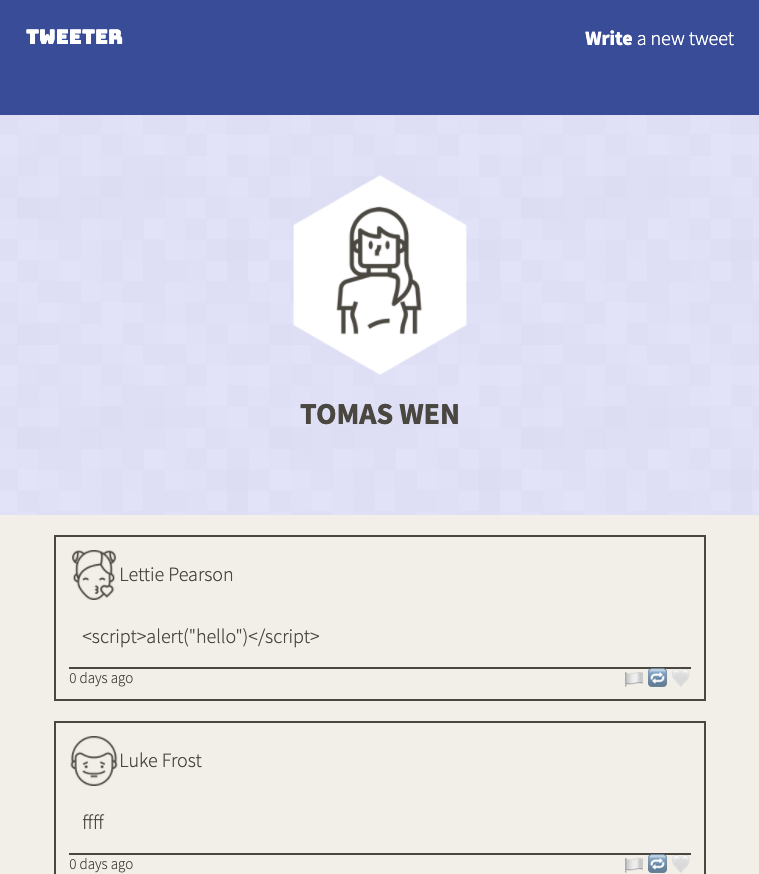 TWEETER
Write a new tweet
TOMAS WEN
Lettie Pearson
<script>alert("hello")</script>
0 days ago
Luke Frost
ffff
0 days ago